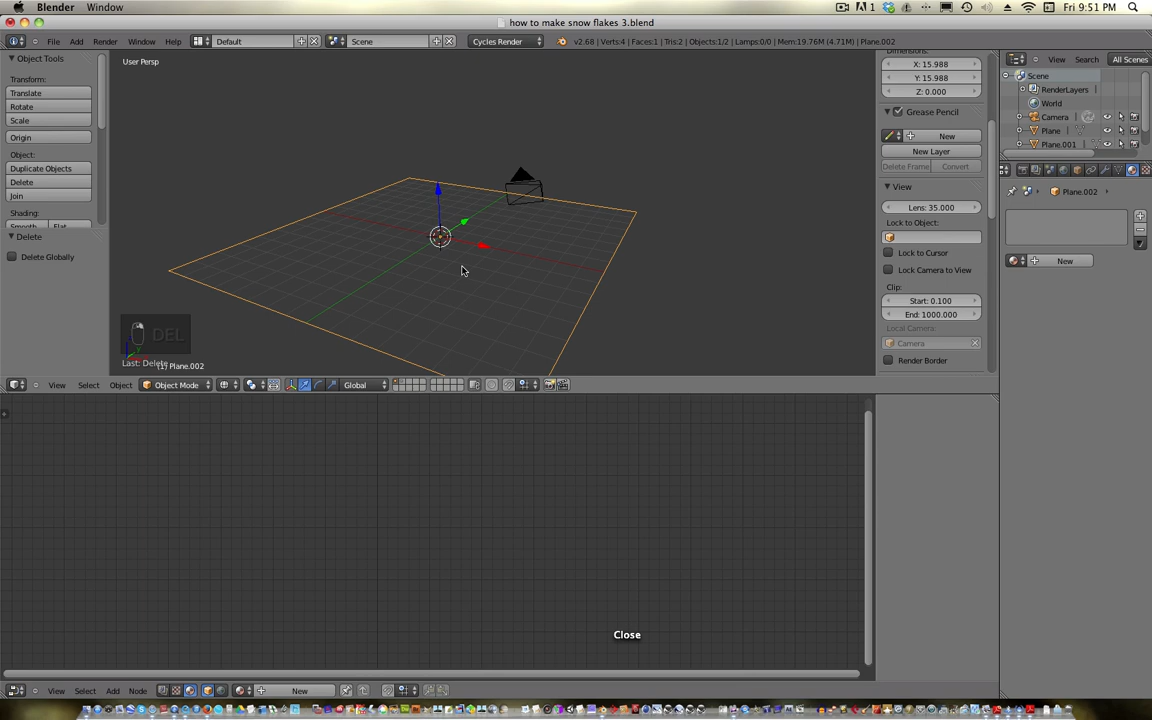 Blender Window A 1 Fri 9:51 PM
how to make snow flakes 3.blend
File Add Render Window Help Default Scene Cycles Render v2.68 | Verts:4 | Faces:1 | Tris:2 | Objects:1/2 | Lamps:0/0 | Mem:19.76M (4.71M) | Plane.002
View Search All Scenes
Object Tools
Transform:
Translate
Rotate
Scale
Origin
Object:
Duplicate Objects
Delete
Join
Shading:
Smooth Flat
Delete
Delete Globally
User Persp
DEL
Last: Delete
(1) Plane.002
Dimensions:
X: 15.988
Y: 15.988
Z: 0.000
Grease Pencil
New
New Layer
Delete Frame Convert
View
Lens: 35.000
Lock to Object:
Lock to Cursor
Lock Camera to View
Clip:
Start: 0.100
End: 1000.000
Local Camera:
Camera
Render Border
Scene
RenderLayers
World
Camera
Plane
Plane.001
Plane.002
New
View Select Object Object Mode Global
Close
View Select Add Node New